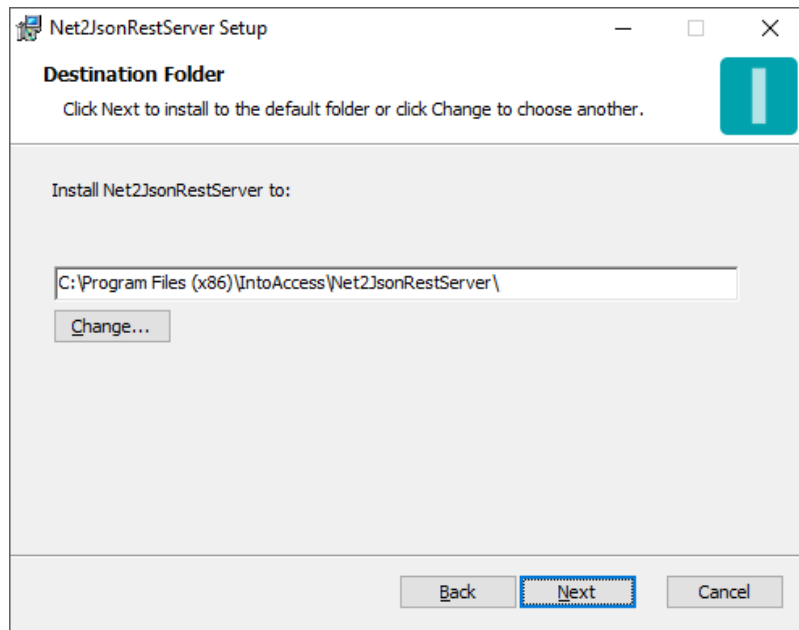 Net2JsonRestServer Setup
Destination Folder
Click Next to install to the default folder or click Change to choose another.
Install Net2JsonRestServer to:
C:\Program Files (x86)\IntoAccess\Net2JsonRestServer\
Change...
Back Next Cancel